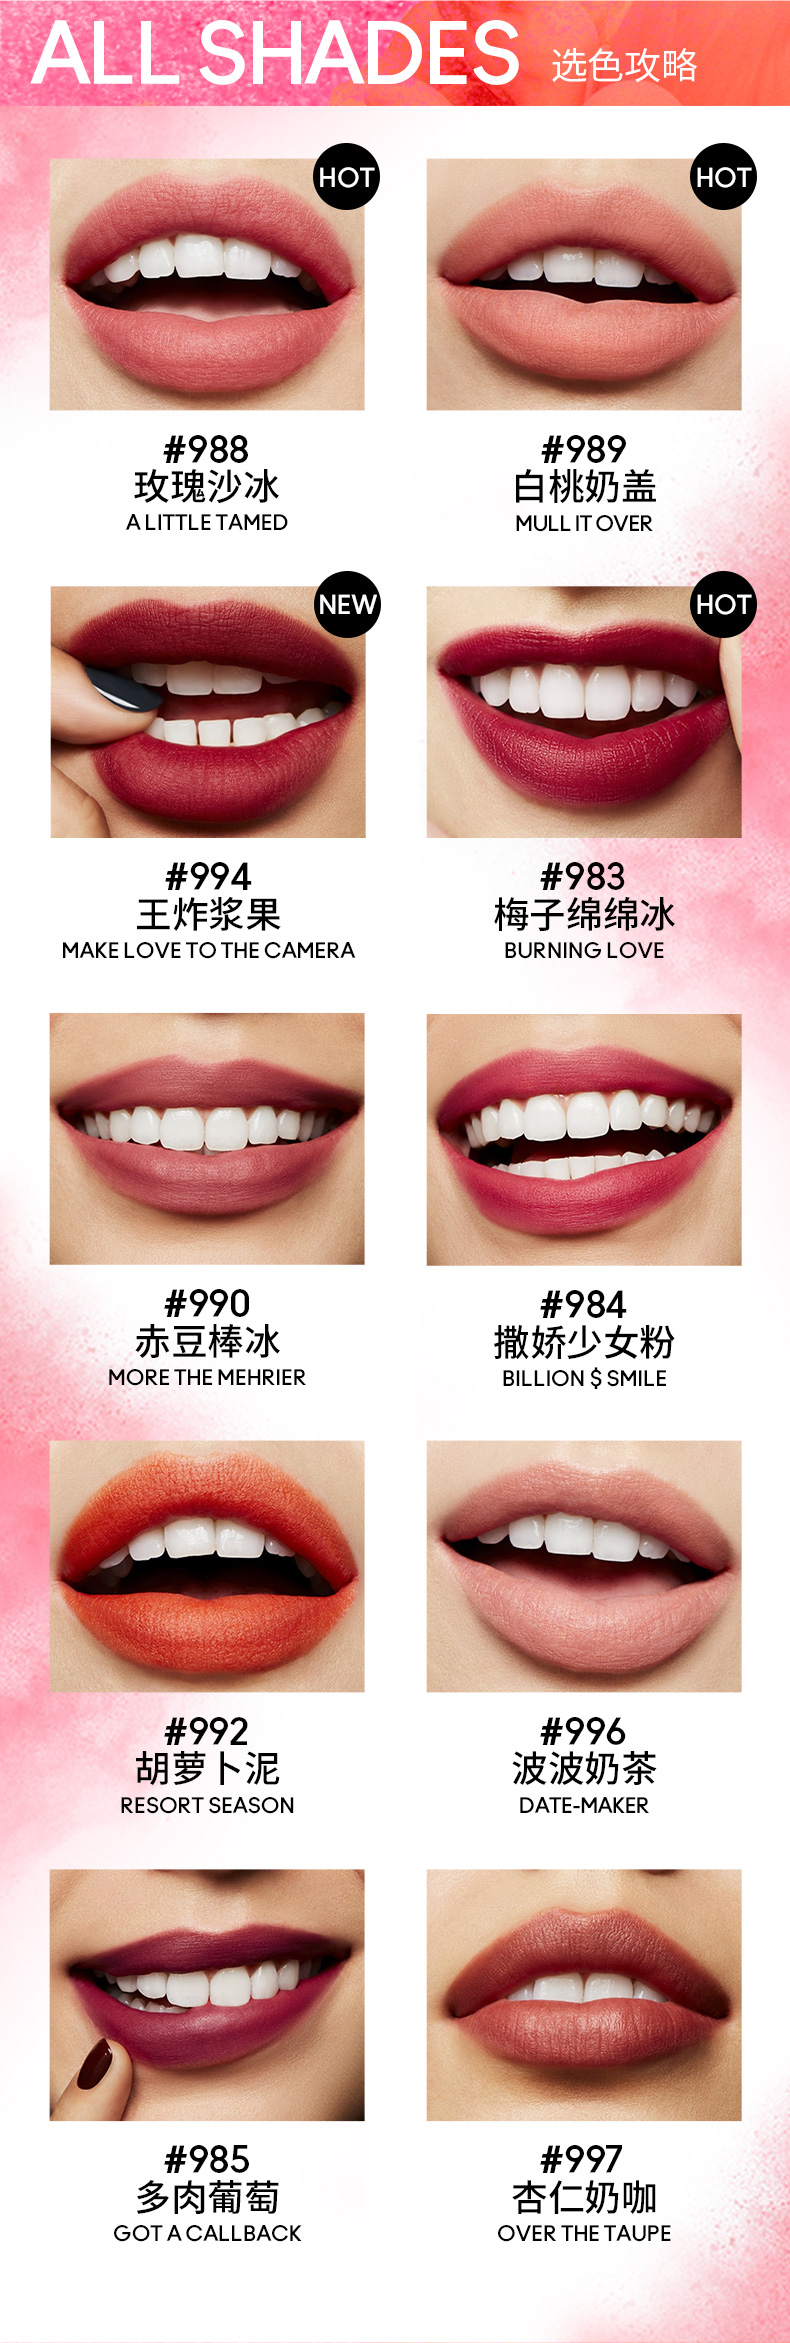 ALL SHADES 选色攻略
HOT
HOT
#988
玫瑰沙冰
A LITTLE TAMED
#989
白桃奶盖
MULL IT OVER
NEW
HOT
#994
王炸浆果
MAKE LOVE TO THE CAMERA
#983
梅子绵绵冰
BURNING LOVE
#990
赤豆棒冰
MORE THE MEHRIER
#984
撒娇少女粉
BILLION $ SMILE
#992
胡萝卜泥
RESORT SEASON
#996
波波奶茶
DATE-MAKER
#985
多肉葡萄
GOT A CALLBACK
#997
杏仁奶咖
OVER THE TAUPE